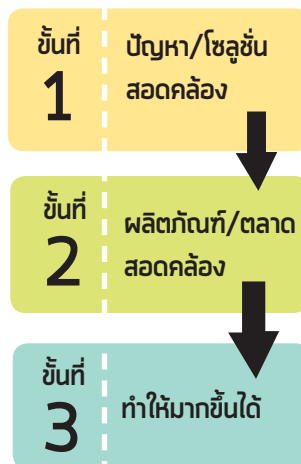 ขั้นที่
1
ปัญหา/โซลูชั่น
สอดคล้อง
ขั้นที่
2
ผลิตภัณฑ์/ตลาด
สอดคล้อง
ขั้นที่
3
ทำให้มากขึ้นได้